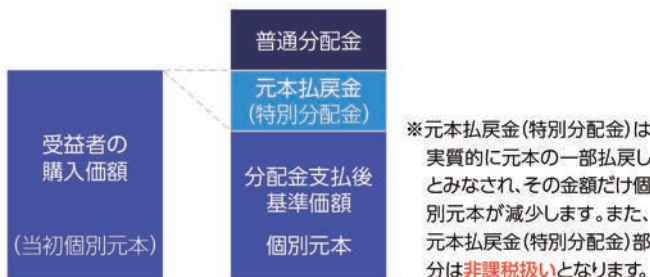 普通分配金
元本払戻金
(特別分配金)
受益者の
購入価額
(当初個別元本)
分配金支払後
基準価額
個別元本
※元本払戻金(特別分配金)は
実質的に元本の一部払戻し
とみなされ、その金額だけ個
別元本が減少します。また、
元本払戻金(特別分配金)部
分は非課税扱いとなります。